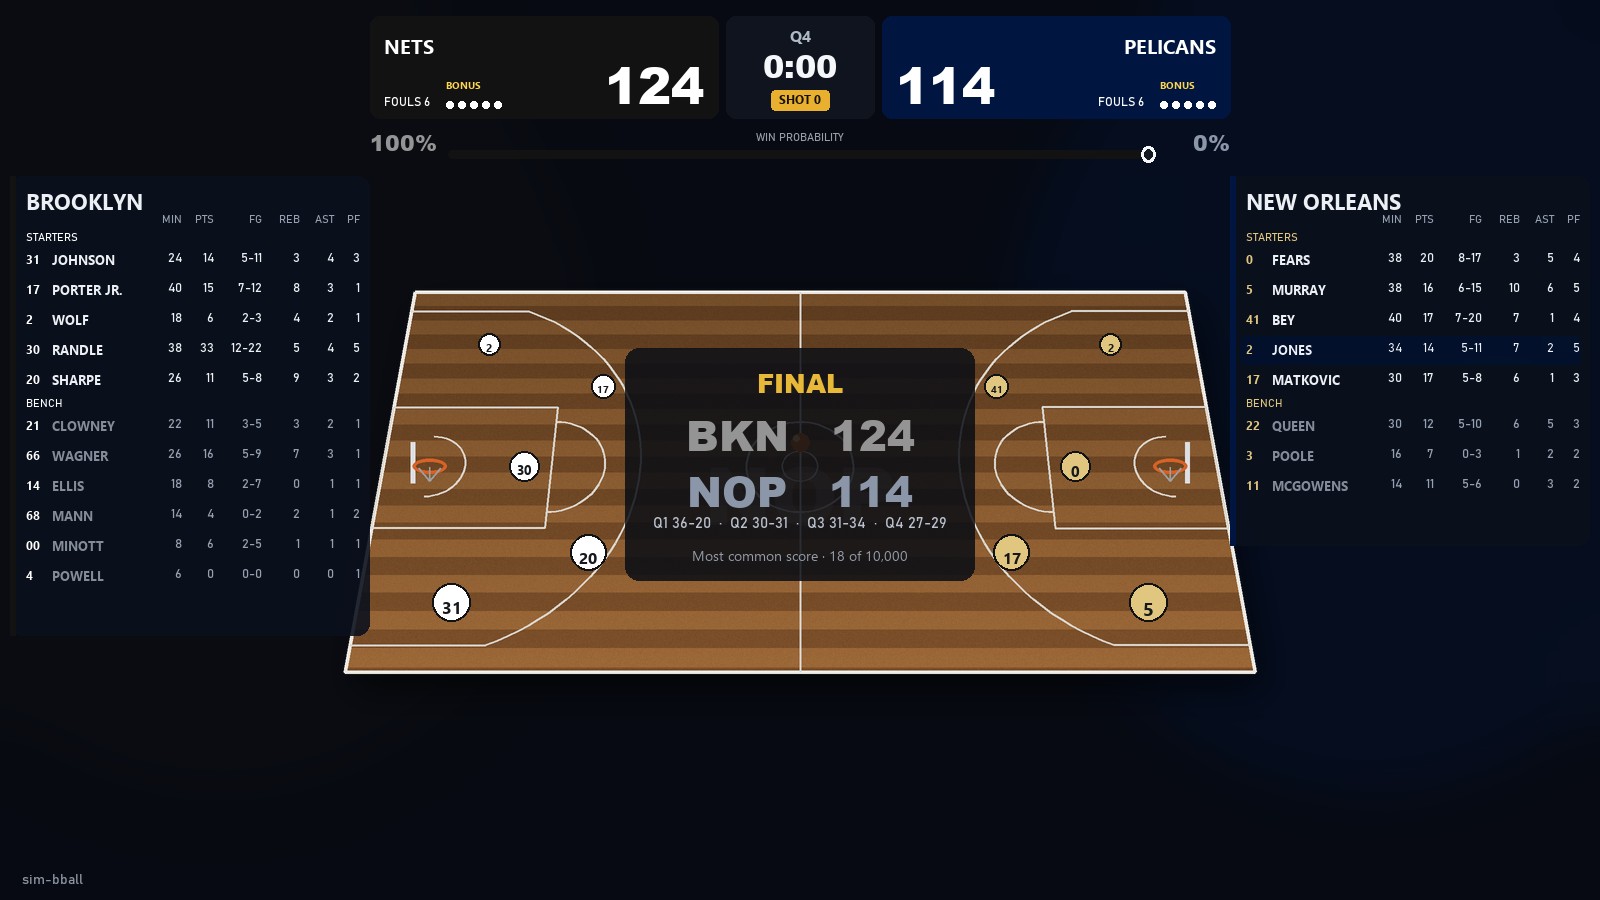 NETS
FOULS 6
BONUS
124
Q4
0:00
SHOT 0
PELICANS
114
FOULS 6
BONUS
100%
WIN PROBABILITY
0%
BROOKLYN
MIN PTS FG REB AST PF
STARTERS
31 JOHNSON 24 14 5-11 3 4 3
17 PORTER JR. 40 15 7-12 8 3 1
2 WOLF 18 6 2-3 4 2 1
30 RANDLE 38 33 12-22 5 4 5
20 SHARPE 26 11 5-8 9 3 2
BENCH
21 CLOWNEY 22 11 3-5 3 2 1
66 WAGNER 26 16 5-9 7 3 1
14 ELLIS 18 8 2-7 0 1 1
68 MANN 14 4 0-2 2 1 2
00 MINOTT 8 6 2-5 1 1 1
4 POWELL 6 0 0-0 0 0 1
NEW ORLEANS
MIN PTS FG REB AST PF
STARTERS
0 FEARS 38 20 8-17 3 5 4
5 MURRAY 38 16 6-15 10 6 5
41 BEY 40 17 7-20 7 1 4
2 JONES 34 14 5-11 7 2 5
17 MATKOVIC 30 17 5-8 6 1 3
BENCH
22 QUEEN 30 12 5-10 6 5 3
3 POOLE 16 7 0-3 1 2 2
11 MCGOWENS 14 11 5-6 0 3 2
2
17
30
20
31
2
41
0
17
5
FINAL
BKN 124
NOP 114
Q1 36-20 · Q2 30-31 · Q3 31-34 · Q4 27-29
Most common score · 18 of 10,000
sim-bball